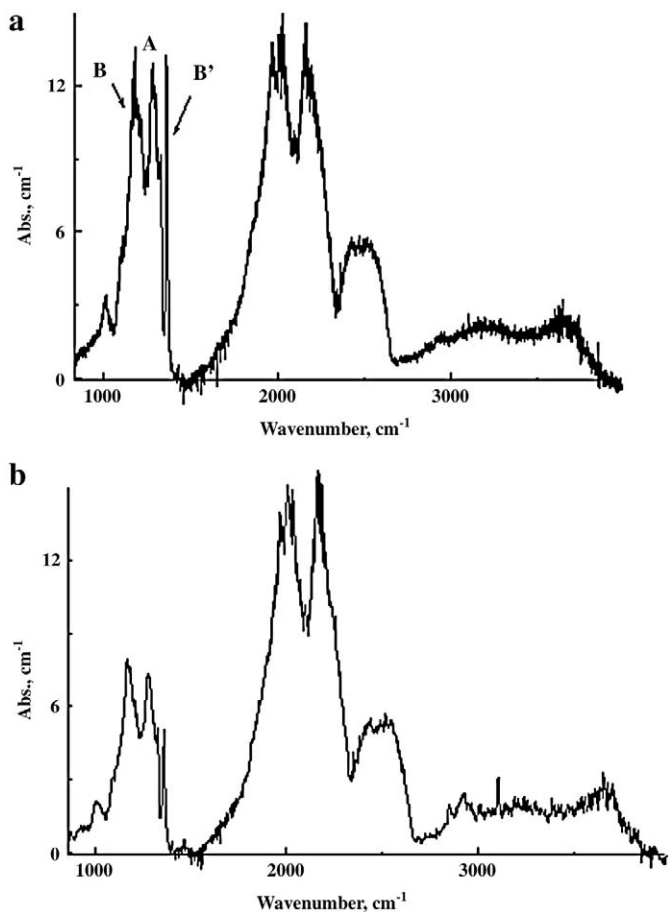 a
12
A
B
B'
Abs., cm-1
6
0
1000
2000
3000
Wavenumber, cm-1
b
12
Abs., cm-1
6
0
1000
2000
3000
Wavenumber, cm-1